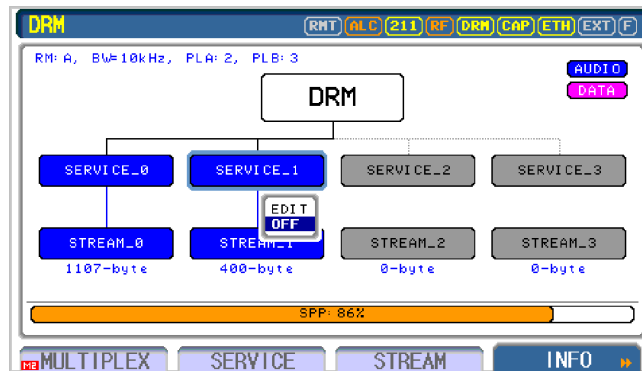 DRM RMT ALC 211 RF DRM CAP ETH EXT F
RM: A, BW=10kHz, PLA: 2, PLB: 3
AUDIO
DATA
DRM
SERVICE_0 SERVICE_1 SERVICE_2 SERVICE_3
EDIT
OFF
STREAM_0 STREAM_1 STREAM_2 STREAM_3
1107-byte 400-byte 0-byte 0-byte
SPP: 86%
M2 MULTIPLEX SERVICE STREAM INFO